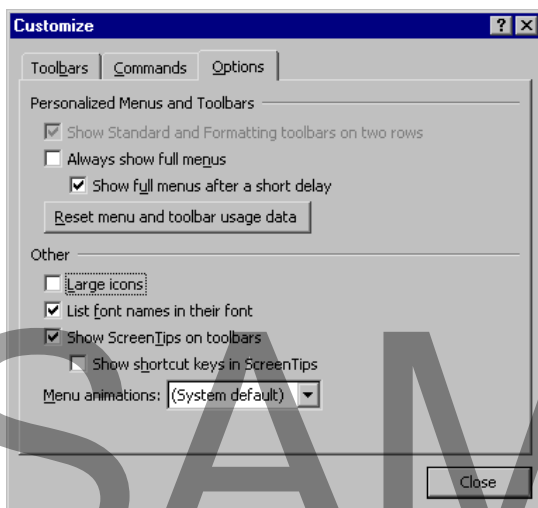 Customize
Toolbars Commands Options
Personalized Menus and Toolbars
Show Standard and Formatting toolbars on two rows
Always show full menus
Show full menus after a short delay
Reset menu and toolbar usage data
Other
Large icons
List font names in their font
Show ScreenTips on toolbars
Show shortcut keys in ScreenTips
Menu animations: (System default)
Close
SAM